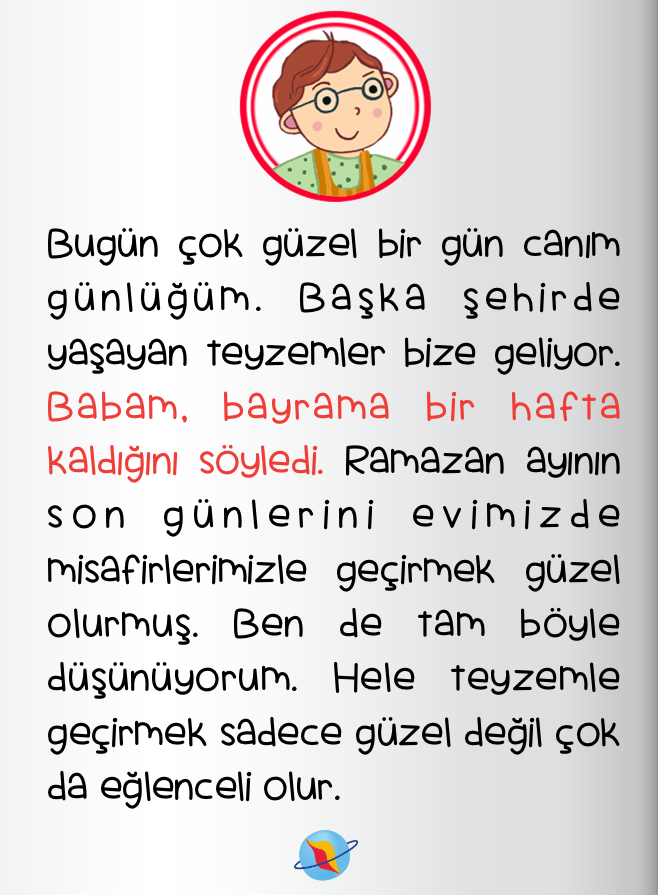 Bugün çok güzel bir gün canım
günlüğüm. Başka şehirde
yaşayan teyzemler bize geliyor.
Babam, bayrama bir hafta
kaldığını söyledi. Ramazan ayının
son günlerini evimizde
misafirlerimizle geçirmek güzel
olurmuş. Ben de tam böyle
düşünüyorum. Hele teyzemle
geçirmek sadece güzel değil çok
da eğlenceli olur.